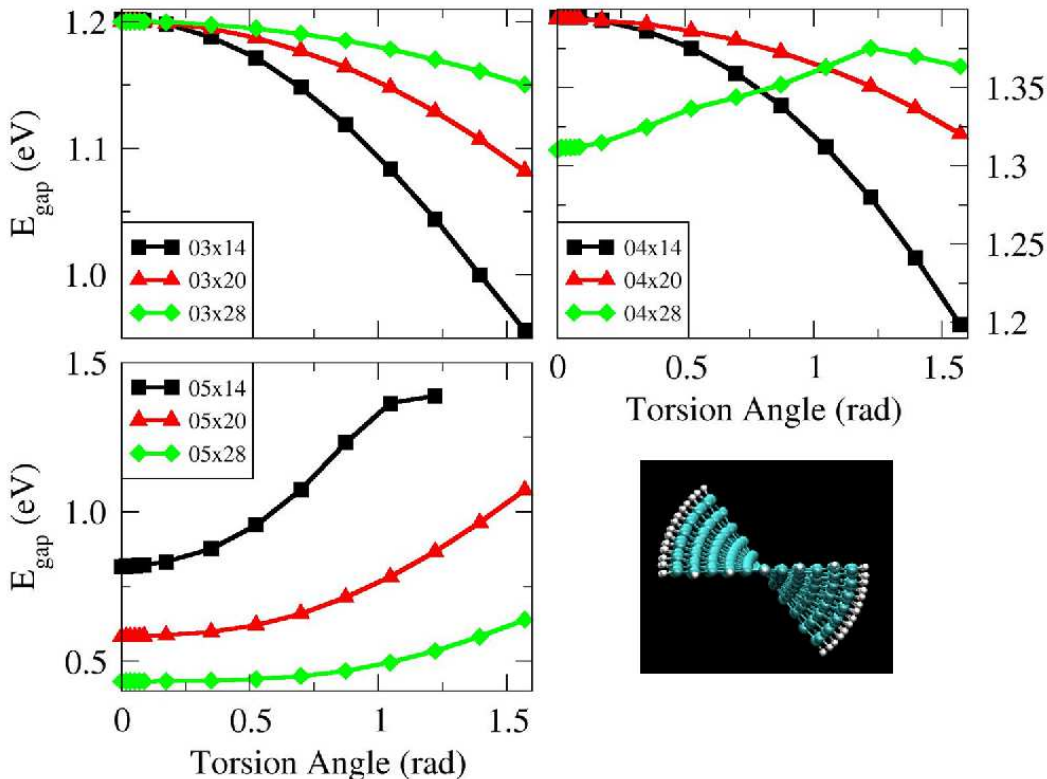 1.2
1.1
1.0
E_gap (eV)
03x14
03x20
03x28
04x14
04x20
04x28
1.35
1.3
1.25
1.2
0 0.5 1 1.5
Torsion Angle (rad)
1.5
1.0
0.5
E_gap (eV)
05x14
05x20
05x28
0 0.5 1 1.5
Torsion Angle (rad)